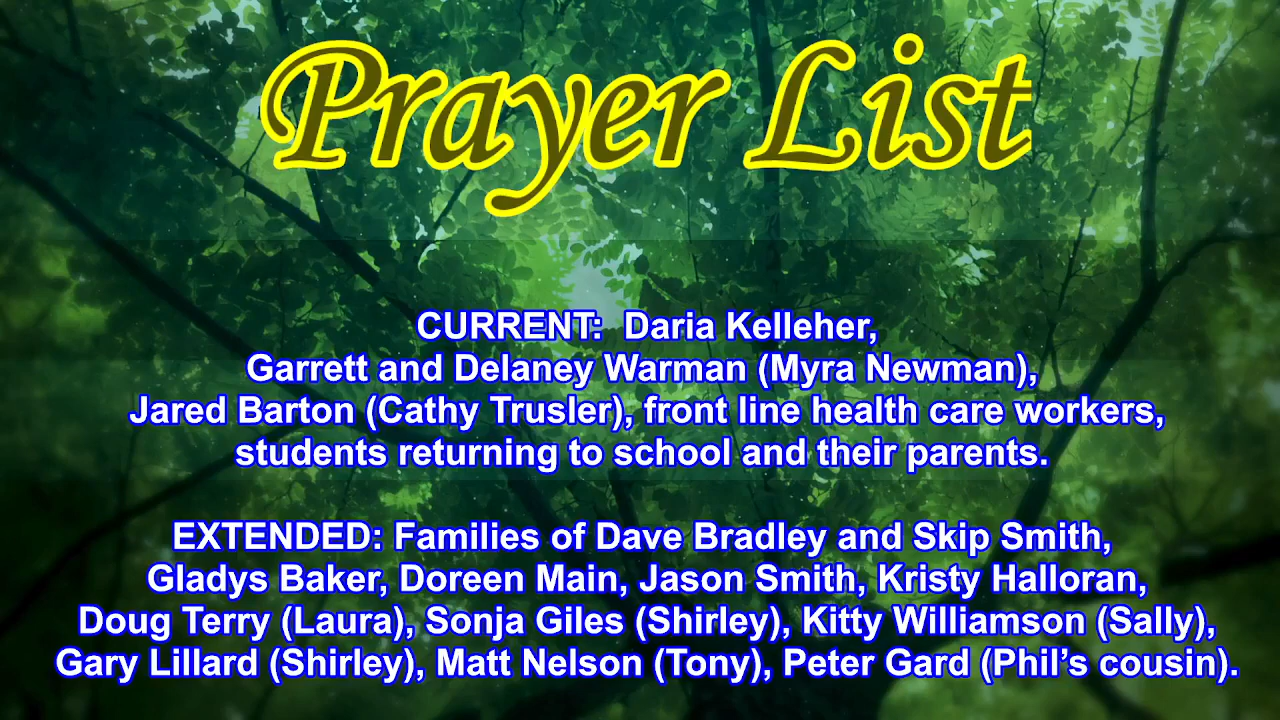 Prayer List
CURRENT:  Daria Kelleher,
Garrett and Delaney Warman (Myra Newman),
Jared Barton (Cathy Trusler), front line health care workers,
students returning to school and their parents.
EXTENDED: Families of Dave Bradley and Skip Smith,
Gladys Baker, Doreen Main, Jason Smith, Kristy Halloran,
Doug Terry (Laura), Sonja Giles (Shirley), Kitty Williamson (Sally),
Gary Lillard (Shirley), Matt Nelson (Tony), Peter Gard (Phil’s cousin).